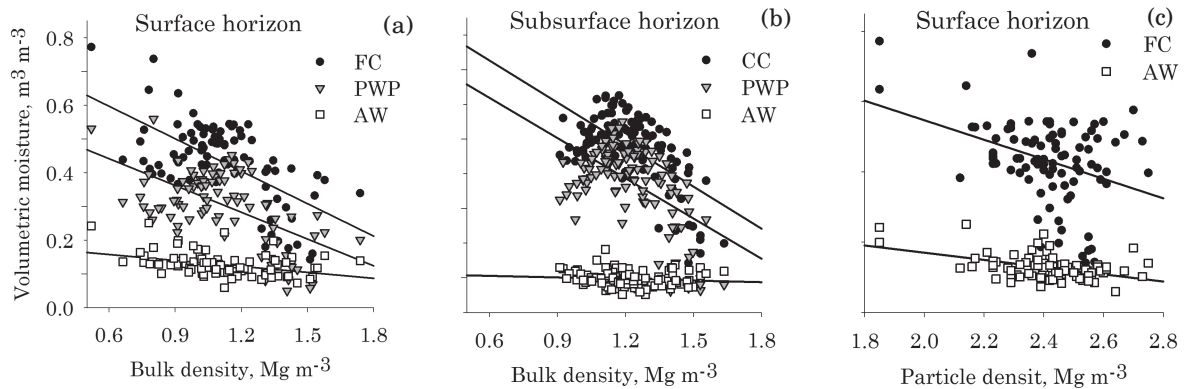 Surface horizon
(a)
FC
PWP
AW
Volumetric moisture, m3 m-3
0.8
0.6
0.4
0.2
0.0
0.6 0.9 1.2 1.5 1.8
Bulk density, Mg m-3
Subsurface horizon
(b)
CC
PWP
AW
0.6 0.9 1.2 1.5 1.8
Bulk density, Mg m-3
Surface horizon
(c)
FC
AW
1.8 2.0 2.2 2.4 2.6 2.8
Particle densit, Mg m-3